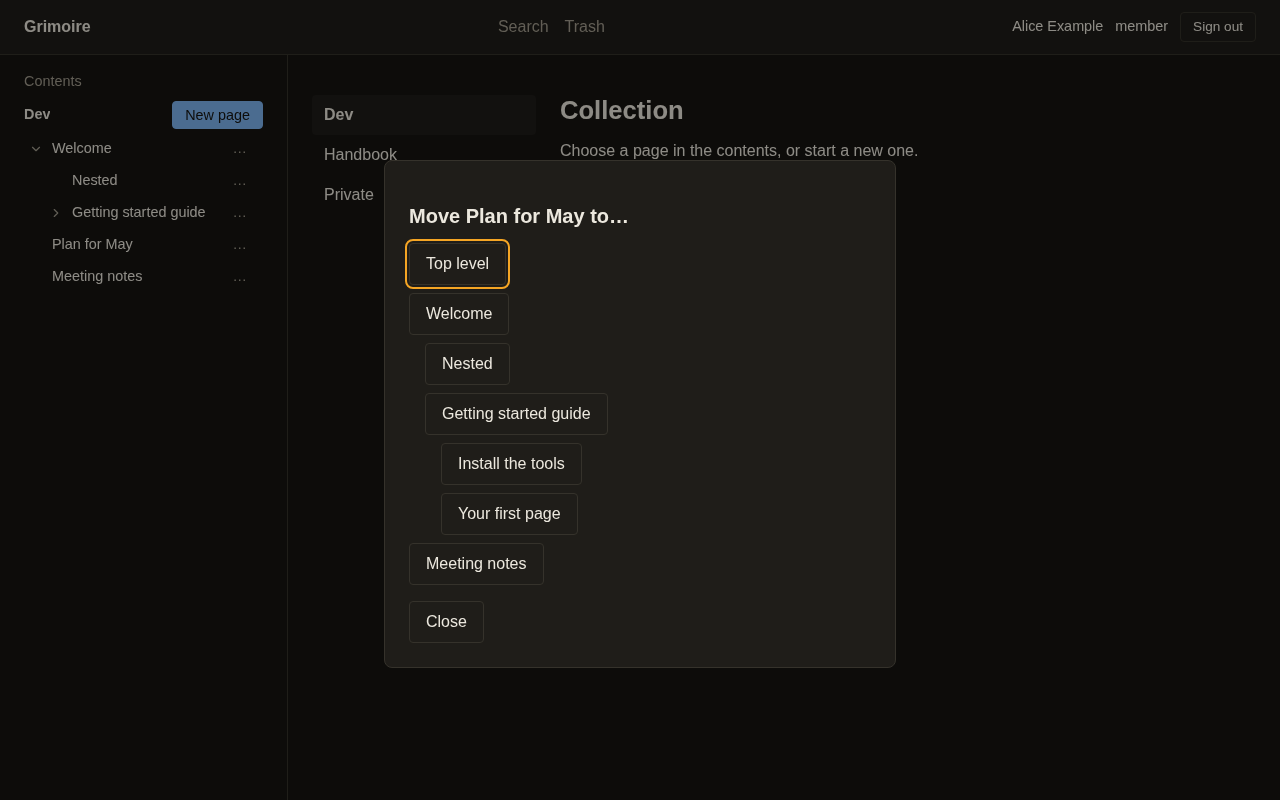 Grimoire
Search Trash
Alice Example member Sign out
Contents
Dev New page
Welcome ...
Nested ...
Getting started guide ...
Plan for May ...
Meeting notes ...
Dev
Handbook
Private
Collection
Choose a page in the contents, or start a new one.
Move Plan for May to…
Top level
Welcome
Nested
Getting started guide
Install the tools
Your first page
Meeting notes
Close